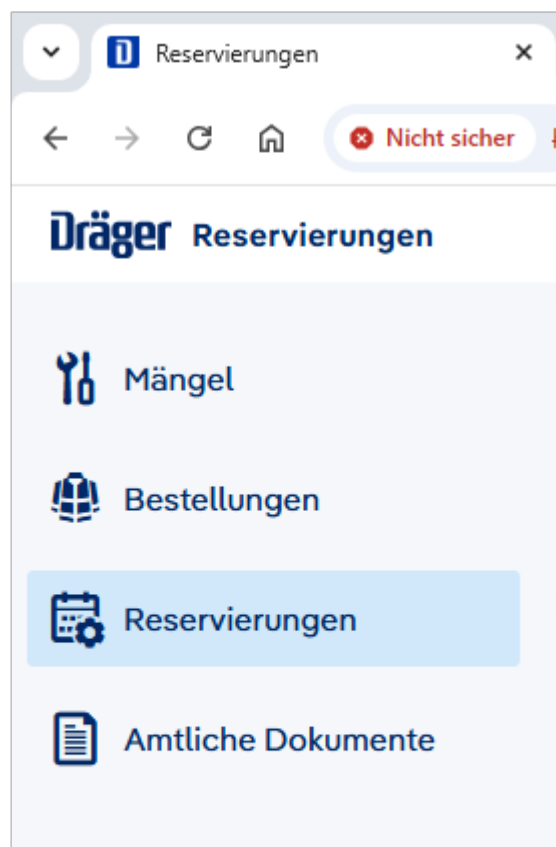 Reservierungen
Nicht sicher
Dräger Reservierungen
Mängel
Bestellungen
Reservierungen
Amtliche Dokumente